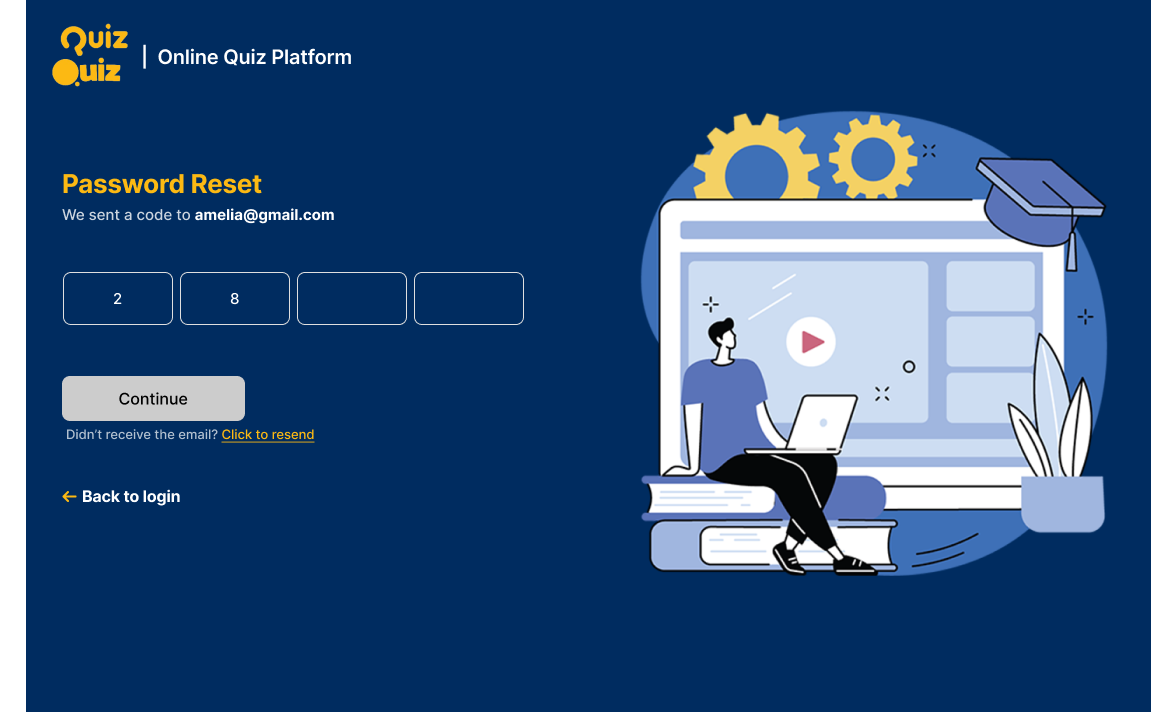 Quiz
Quiz
| Online Quiz Platform
Password Reset
We sent a code to amelia@gmail.com
2 8
Continue
Didn’t receive the email? Click to resend
← Back to login